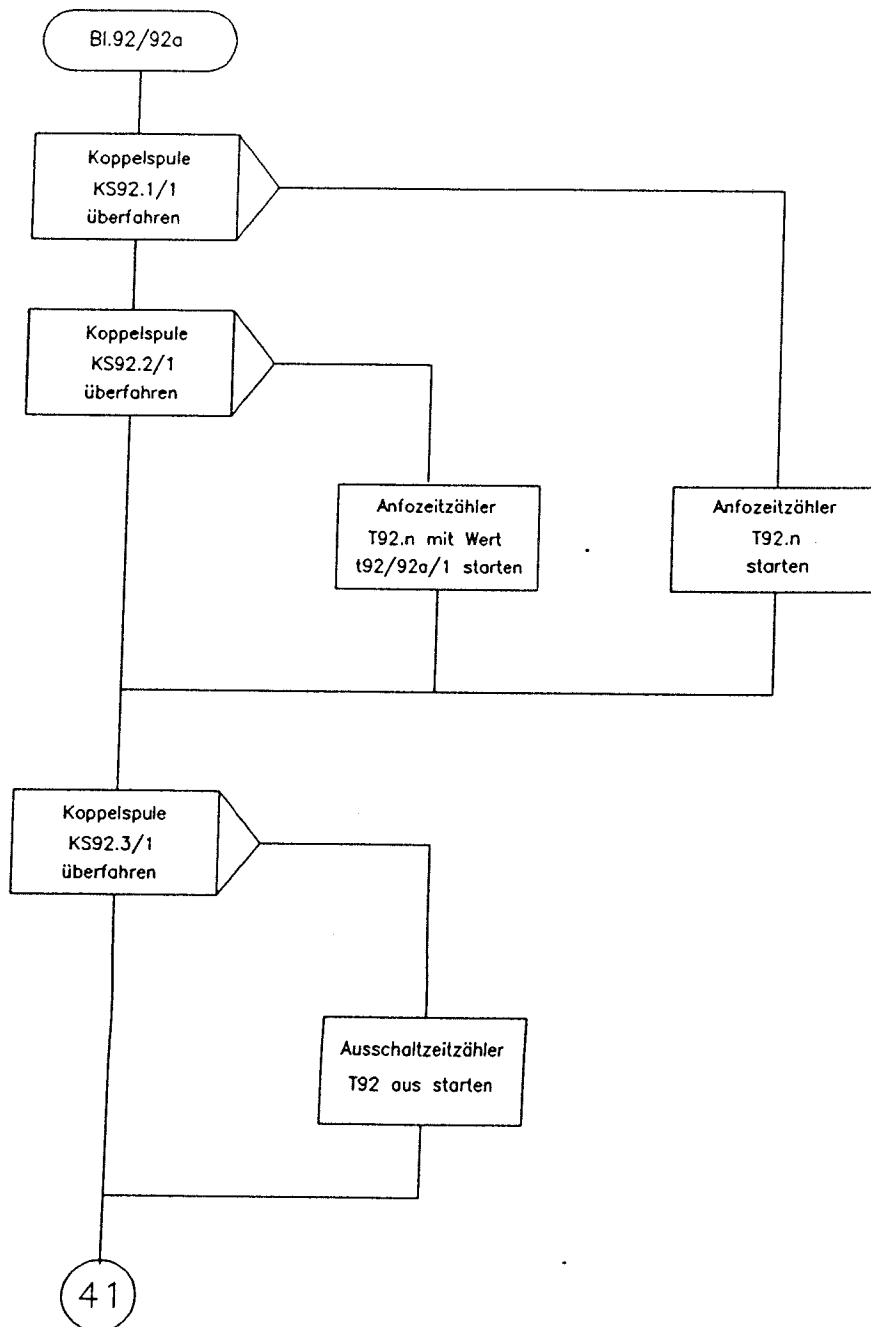 Bl.92/92a
Koppelspule
KS92.1/1
überfahren
Koppelspule
KS92.2/1
überfahren
Anfozeitzähler
T92.n mit Wert
t92/92a/1 starten
Anfozeitzähler
T92.n
starten
Koppelspule
KS92.3/1
überfahren
Ausschaltzeitzähler
T92 aus starten
41